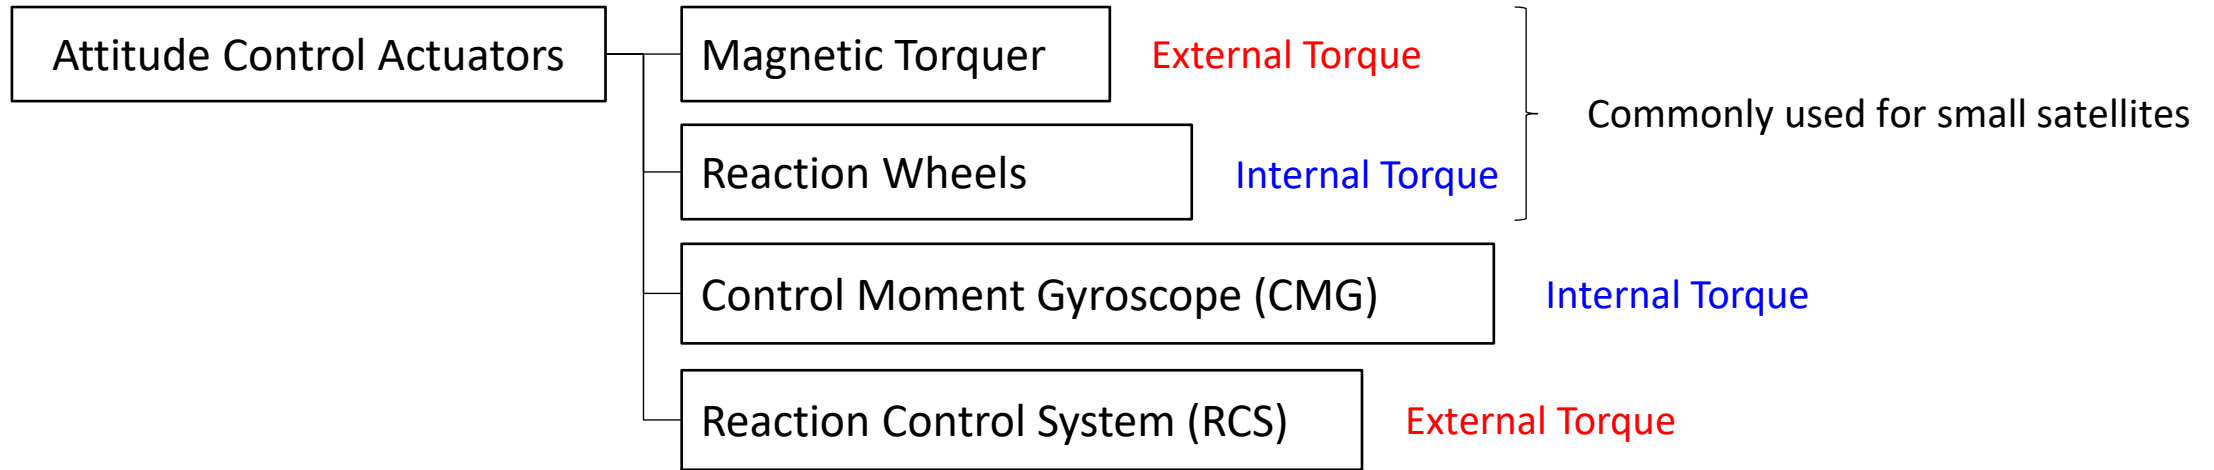 Attitude Control Actuators
Magnetic Torquer
External Torque
Commonly used for small satellites
Reaction Wheels
Internal Torque
Control Moment Gyroscope (CMG)
Internal Torque
Reaction Control System (RCS)
External Torque